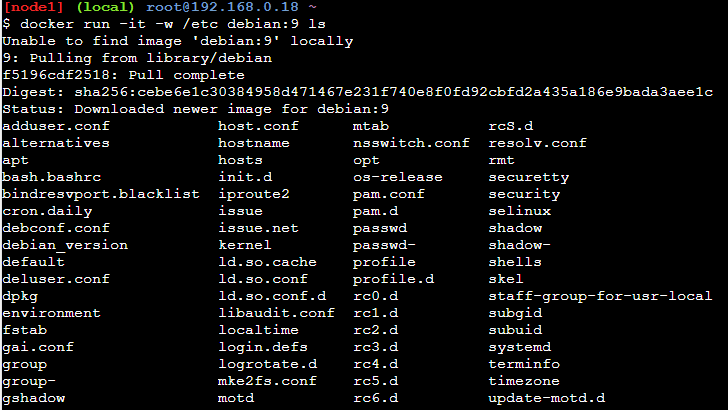 [node1] (local) root@192.168.0.18 ~
$ docker run -it -w /etc debian:9 ls
Unable to find image 'debian:9' locally
9: Pulling from library/debian
f5196cdf2518: Pull complete
Digest: sha256:cebe6e1c30384958d471467e231f740e8f0fd92cbfd2a435a186e9bada3aee1c
Status: Downloaded newer image for debian:9
adduser.conf host.conf mtab rcS.d
alternatives hostname nsswitch.conf resolv.conf
apt hosts opt rmt
bash.bashrc init.d os-release securetty
bindresvport.blacklist iproute2 pam.conf security
cron.daily issue pam.d selinux
debconf.conf issue.net passwd shadow
debian_version kernel passwd- shadow-
default ld.so.cache profile shells
deluser.conf ld.so.conf profile.d skel
dpkg ld.so.conf.d rc0.d staff-group-for-usr-local
environment libaudit.conf rc1.d subgid
fstab localtime rc2.d subuid
gai.conf login.defs rc3.d systemd
group logrotate.d rc4.d terminfo
group- mke2fs.conf rc5.d timezone
gshadow motd rc6.d update-motd.d